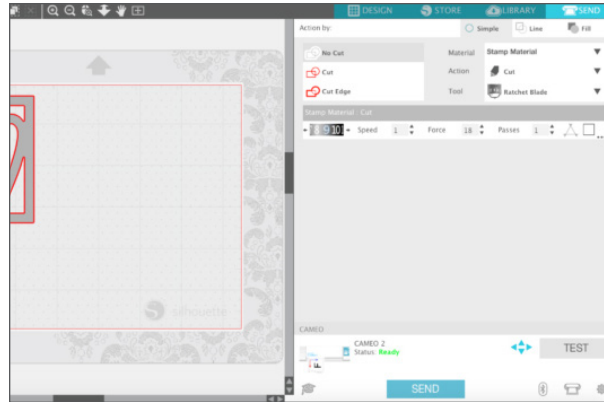 DESIGN STORE LIBRARY SEND
Action by: Simple Line Fill
No Cut Material Stamp Material
Cut Action Cut
Cut Edge Tool Ratchet Blade
Stamp Material - Cut
8 9 10 Speed 1 Force 18 Passes 1
silhouette
CAMEO
CAMEO 2
Status: Ready
TEST
SEND